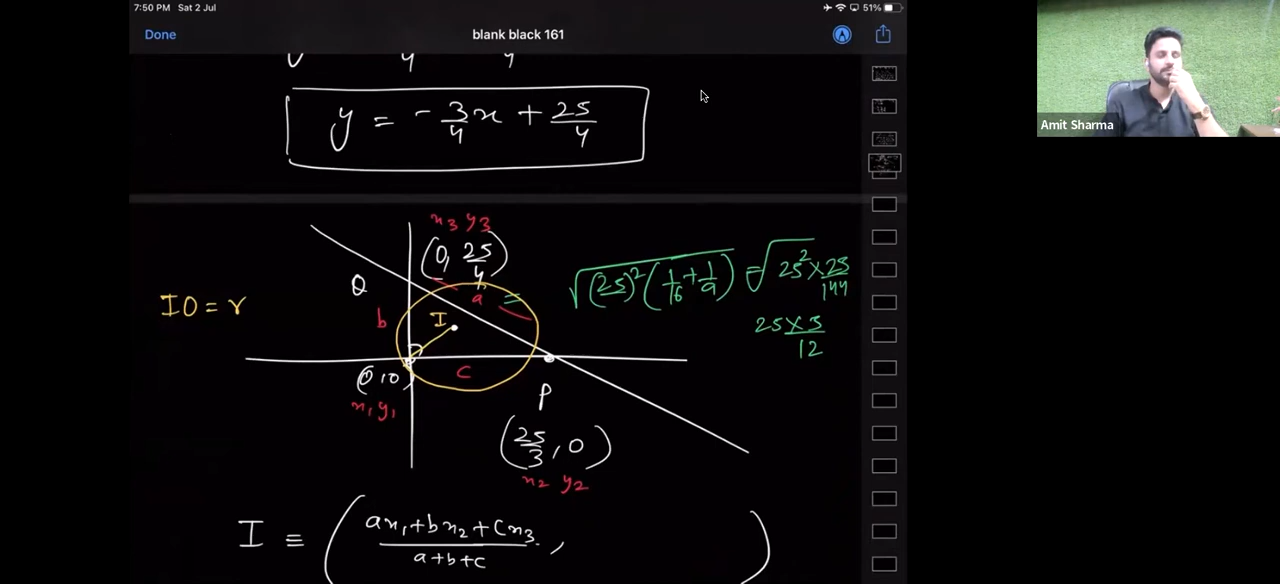 7:50 PM Sat 2 Jul
51%
Done
blank black 161
Amit Sharma
y = -3/4 x + 25/4
x3 y3
(0, 25/4)
Q
a =
√((25)²(1/16 + 1/9)) = √(25² × 25/144)
25 × 5/12
IO = r
b
I
c
(0,0)
x1 y1
P
(25/3, 0)
x2 y2
I ≡ ( (ax1 + bx2 + cx3)/(a+b+c) , )